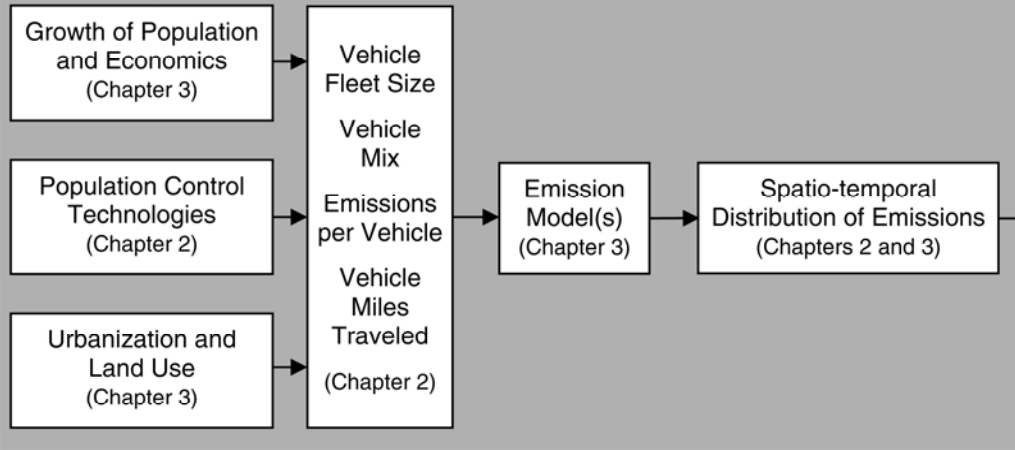 Growth of Population
and Economics
(Chapter 3)
Population Control
Technologies
(Chapter 2)
Urbanization and
Land Use
(Chapter 3)
Vehicle
Fleet Size
Vehicle
Mix
Emissions
per Vehicle
Vehicle
Miles
Traveled
(Chapter 2)
Emission
Model(s)
(Chapter 3)
Spatio-temporal
Distribution of Emissions
(Chapters 2 and 3)